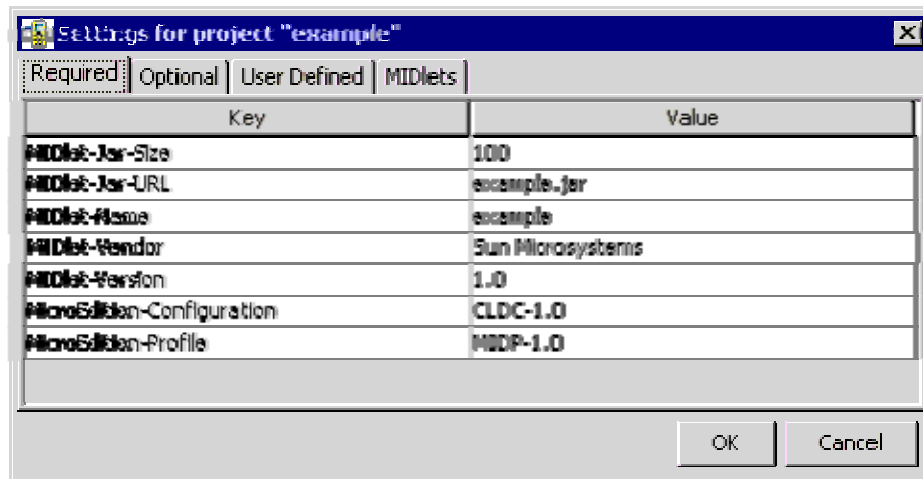 Settings for project "example"
Required Optional User Defined MIDlets
Key Value
MIDlet-Jar-Size 100
MIDlet-Jar-URL example.jar
MIDlet-Name example
MIDlet-Vendor Sun Microsystems
MIDlet-Version 1.0
MicroEdition-Configuration CLDC-1.0
MicroEdition-Profile MIDP-1.0
OK Cancel